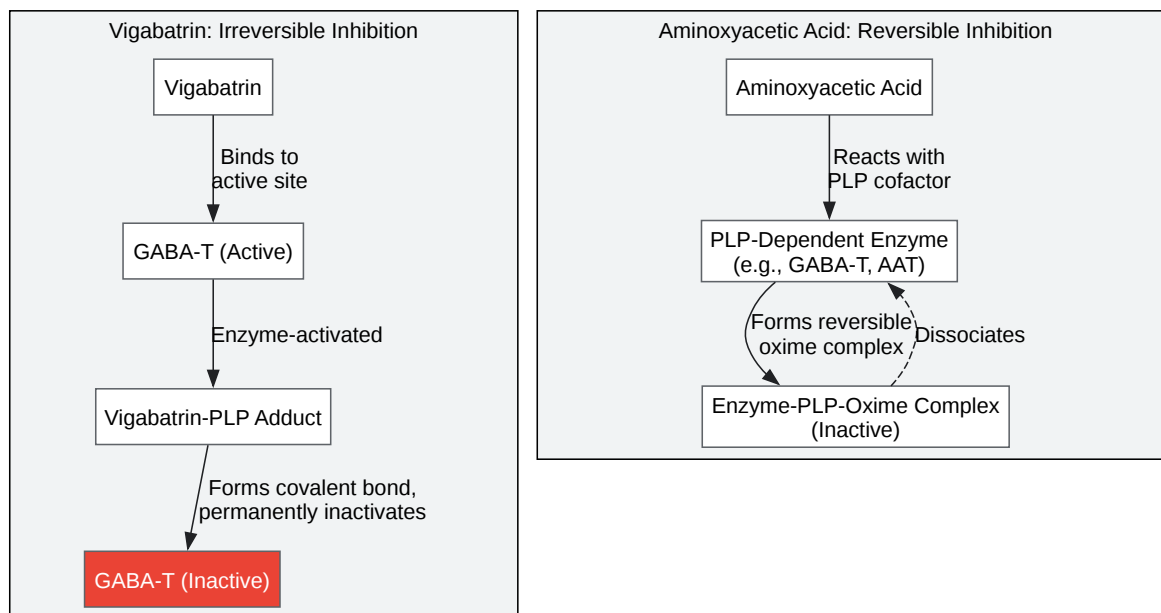 Vigabatrin: Irreversible Inhibition
Vigabatrin
Binds to
active site
GABA-T (Active)
Enzyme-activated
Vigabatrin-PLP Adduct
Forms covalent bond,
permanently inactivates
GABA-T (Inactive)
Aminoxyacetic Acid: Reversible Inhibition
Aminoxyacetic Acid
Reacts with
PLP cofactor
PLP-Dependent Enzyme
(e.g., GABA-T, AAT)
Forms reversible
oxime complex
Dissociates
Enzyme-PLP-Oxime Complex
(Inactive)